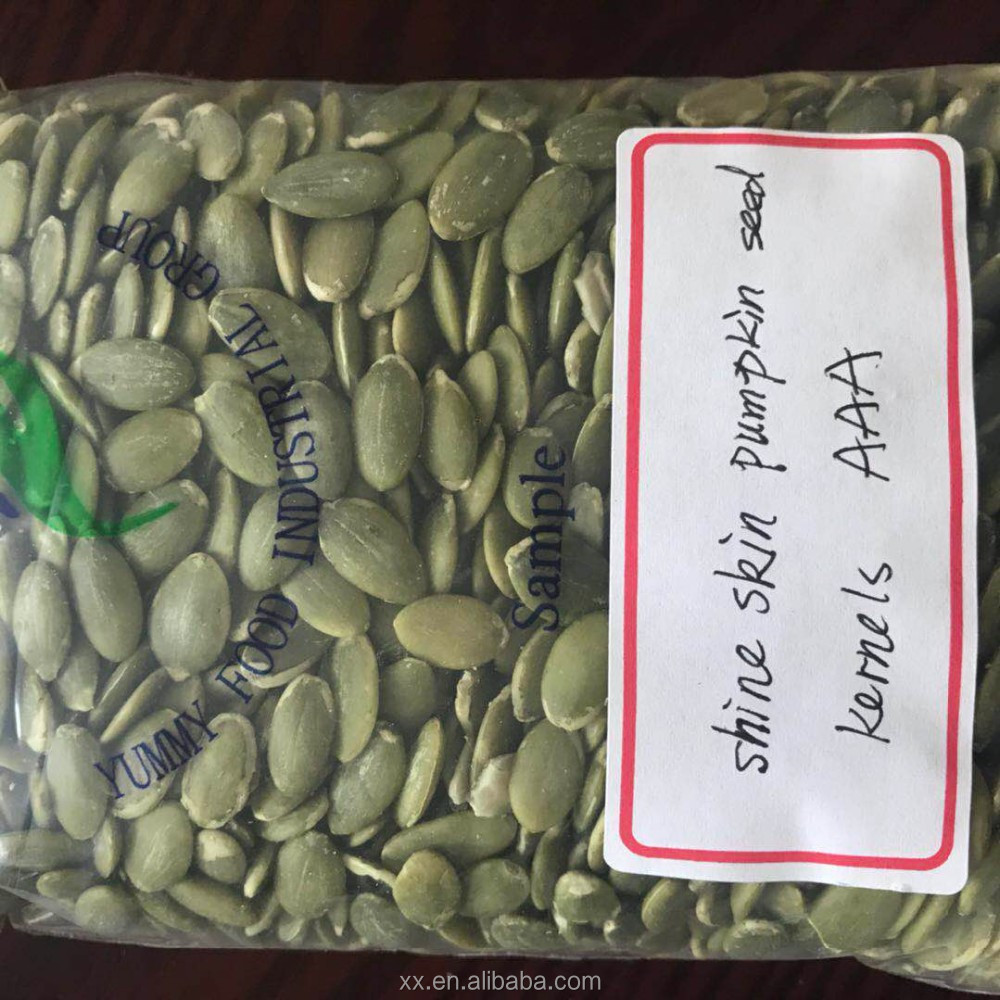 YUMMY FOOD INDUSTRIAL GROUP
Sample
shine skin pumpkin seed
kernels AAA
xx.en.alibaba.com